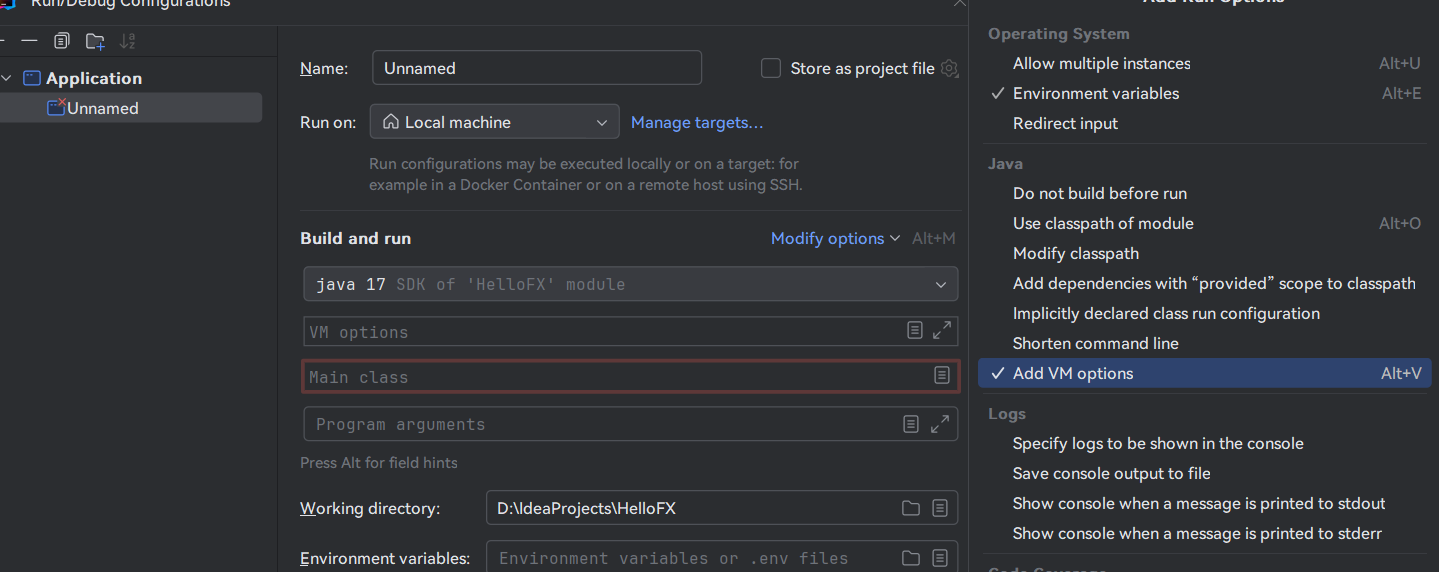 Run/Debug Configurations
Application
Unnamed
Name:
Unnamed
Store as project file
Run on:
Local machine
Manage targets...
Run configurations may be executed locally or on a target: for
example in a Docker Container or on a remote host using SSH.
Build and run
Modify options
Alt+M
java 17 SDK of 'HelloFX' module
VM options
Main class
Program arguments
Press Alt for field hints
Working directory:
D:\IdeaProjects\HelloFX
Environment variables:
Environment variables or .env files
Add Run Options
Operating System
Allow multiple instances Alt+U
Environment variables Alt+E
Redirect input
Java
Do not build before run
Use classpath of module Alt+O
Modify classpath
Add dependencies with “provided” scope to classpath
Implicitly declared class run configuration
Shorten command line
Add VM options Alt+V
Logs
Specify logs to be shown in the console
Save console output to file
Show console when a message is printed to stdout
Show console when a message is printed to stderr
Code Coverage